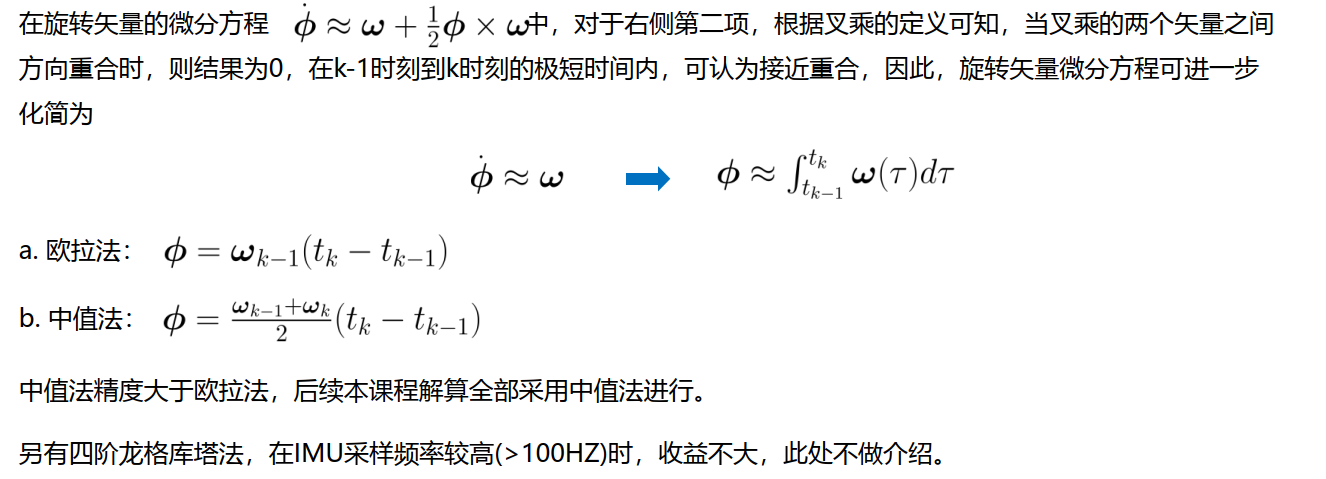 在旋转矢量的微分方程 $\dot{\boldsymbol{\phi}} \approx \boldsymbol{\omega} + \frac{1}{2}\boldsymbol{\phi} \times \boldsymbol{\omega}$中，对于右侧第二项，根据叉乘的定义可知，当叉乘的两个矢量之间
方向重合时，则结果为0，在k-1时刻到k时刻的极短时间内，可认为接近重合，因此，旋转矢量微分方程可进一步
化简为
$\dot{\boldsymbol{\phi}} \approx \boldsymbol{\omega}$ $\boldsymbol{\phi} \approx \int_{t_{k-1}}^{t_k} \boldsymbol{\omega}(\tau)d\tau$
a. 欧拉法： $\boldsymbol{\phi} = \boldsymbol{\omega}_{k-1}(t_k - t_{k-1})$
b. 中值法： $\boldsymbol{\phi} = \frac{\boldsymbol{\omega}_{k-1}+\boldsymbol{\omega}_k}{2}(t_k - t_{k-1})$
中值法精度大于欧拉法，后续本课程解算全部采用中值法进行。
另有四阶龙格库塔法，在IMU采样频率较高(>100HZ)时，收益不大，此处不做介绍。